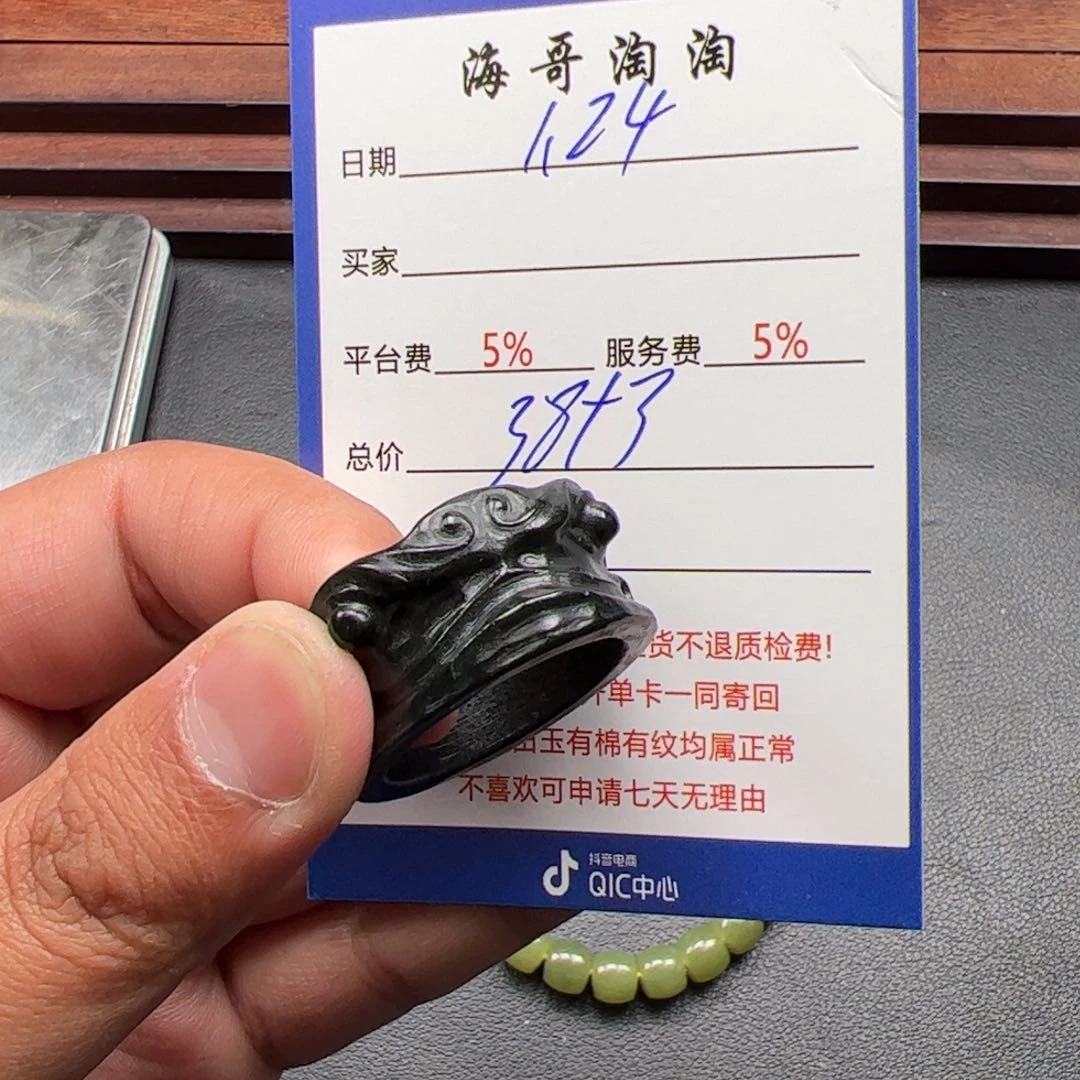 海哥淘淘
日期 1.24
买家
平台费 5% 服务费 5%
总价 38+3
货不退质检费!
单卡一同寄回
田玉有棉有纹均属正常
不喜欢可申请七天无理由
抖音电商
QIC中心